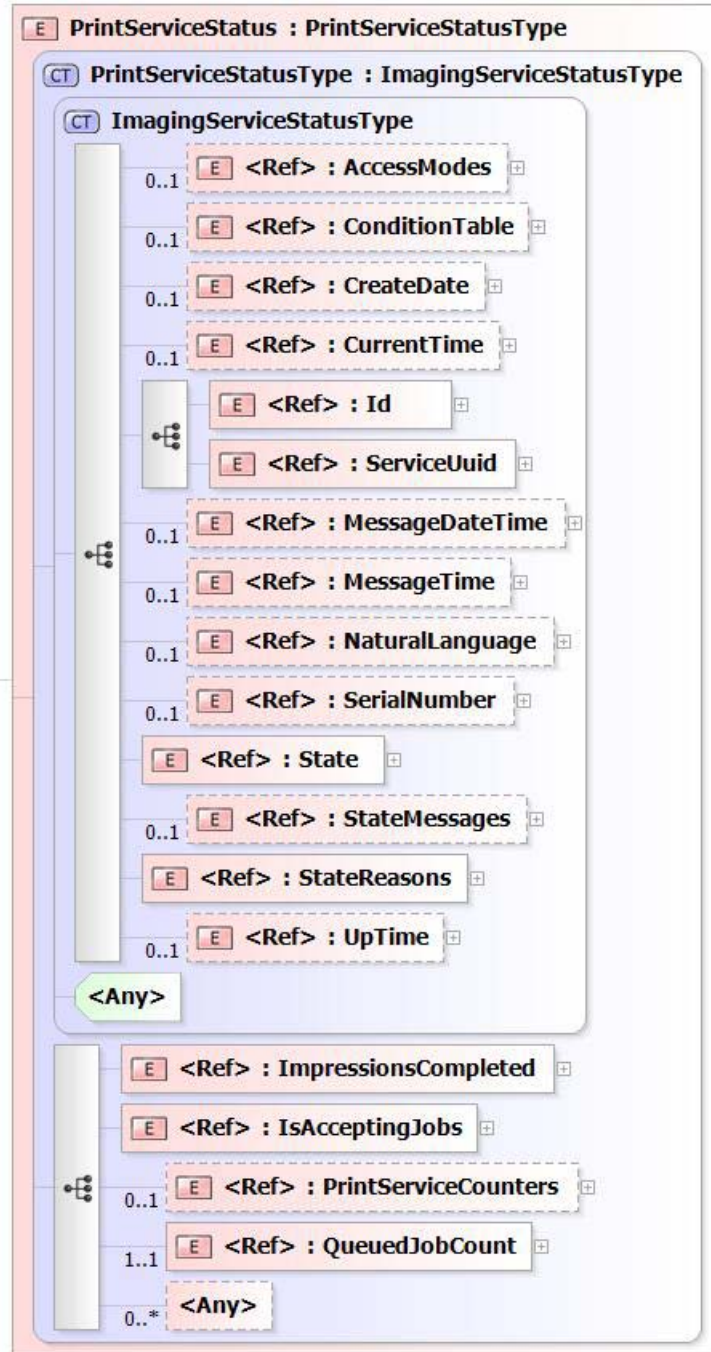 E PrintServiceStatus : PrintServiceStatusType
CT PrintServiceStatusType : ImagingServiceStatusType
CT ImagingServiceStatusType
0..1 E <Ref> : AccessModes
0..1 E <Ref> : ConditionTable
0..1 E <Ref> : CreateDate
0..1 E <Ref> : CurrentTime
E <Ref> : Id
E <Ref> : ServiceUuid
0..1 E <Ref> : MessageDateTime
0..1 E <Ref> : MessageTime
0..1 E <Ref> : NaturalLanguage
0..1 E <Ref> : SerialNumber
E <Ref> : State
0..1 E <Ref> : StateMessages
E <Ref> : StateReasons
0..1 E <Ref> : UpTime
<Any>
E <Ref> : ImpressionsCompleted
E <Ref> : IsAcceptingJobs
0..1 E <Ref> : PrintServiceCounters
1..1 E <Ref> : QueuedJobCount
0..* <Any>